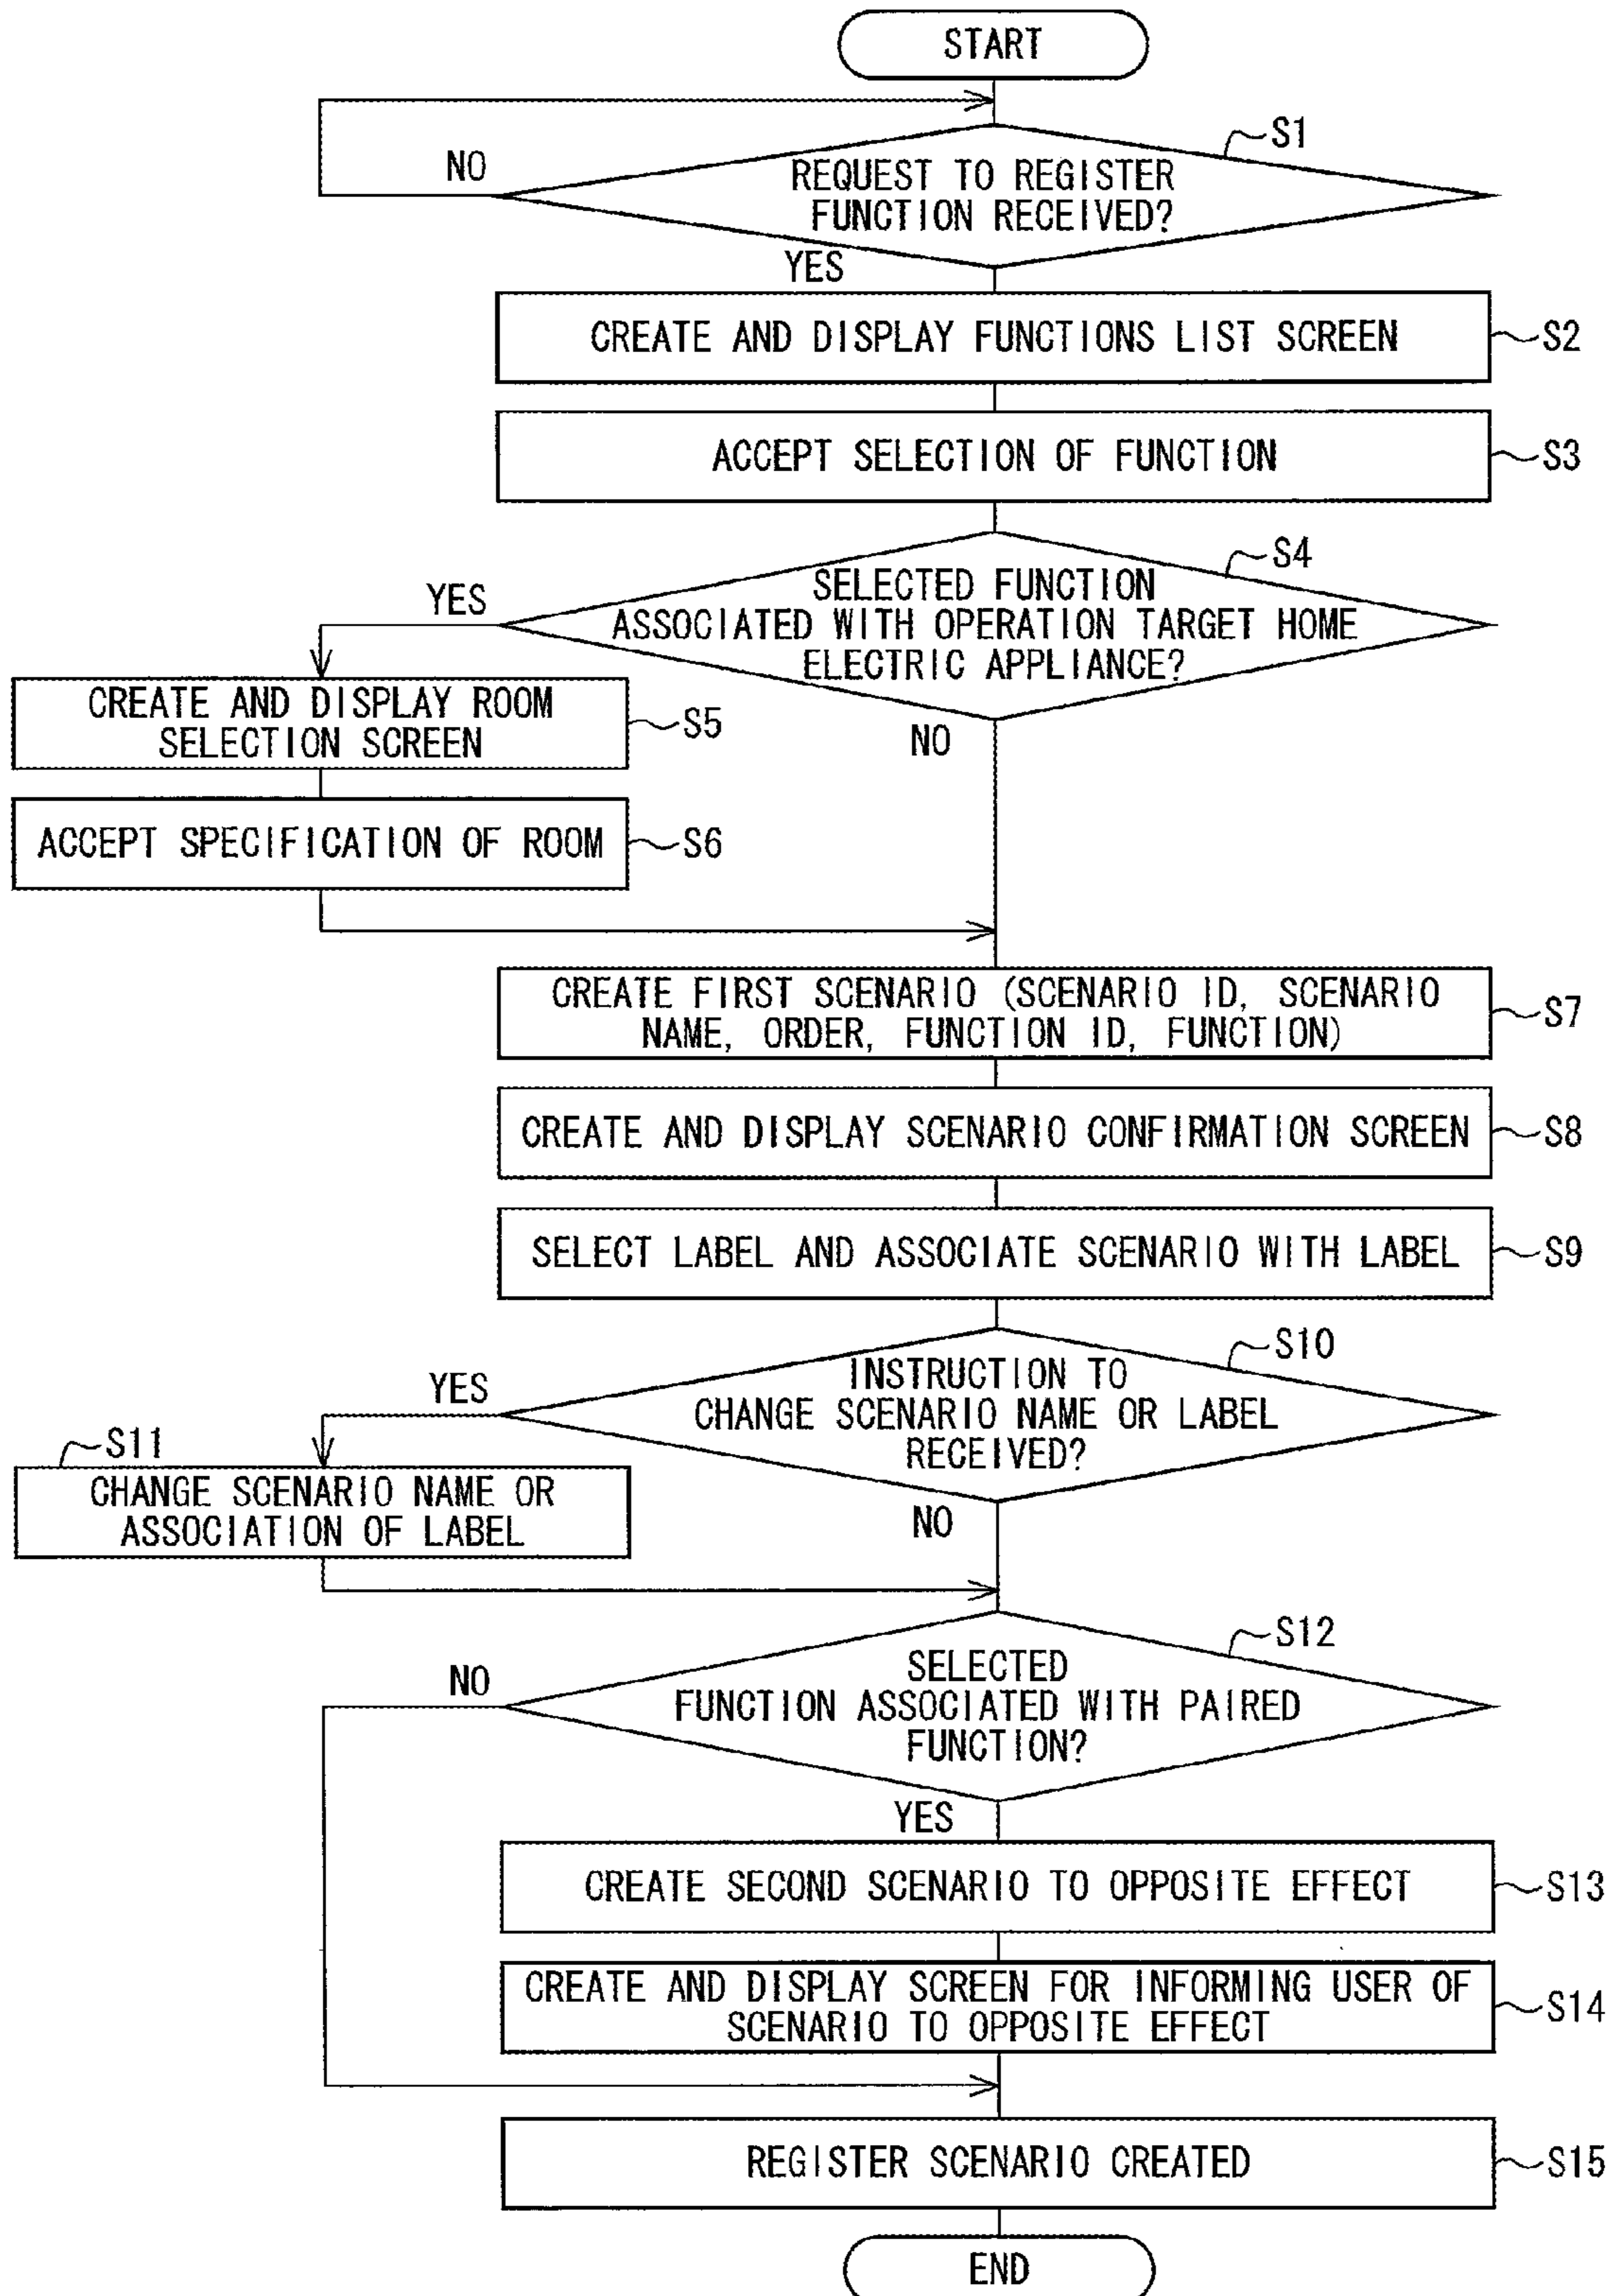 START
S1
NO
REQUEST TO REGISTER
FUNCTION RECEIVED?
YES
CREATE AND DISPLAY FUNCTIONS LIST SCREEN
S2
ACCEPT SELECTION OF FUNCTION
S3
S4
YES
SELECTED FUNCTION
ASSOCIATED WITH OPERATION TARGET HOME
ELECTRIC APPLIANCE?
CREATE AND DISPLAY ROOM
SELECTION SCREEN
S5
NO
ACCEPT SPECIFICATION OF ROOM
S6
CREATE FIRST SCENARIO (SCENARIO ID, SCENARIO
NAME, ORDER, FUNCTION ID, FUNCTION)
S7
CREATE AND DISPLAY SCENARIO CONFIRMATION SCREEN
S8
SELECT LABEL AND ASSOCIATE SCENARIO WITH LABEL
S9
S10
YES
INSTRUCTION TO
CHANGE SCENARIO NAME OR LABEL
RECEIVED?
S11
CHANGE SCENARIO NAME OR
ASSOCIATION OF LABEL
NO
S12
NO
SELECTED
FUNCTION ASSOCIATED WITH PAIRED
FUNCTION?
YES
CREATE SECOND SCENARIO TO OPPOSITE EFFECT
S13
CREATE AND DISPLAY SCREEN FOR INFORMING USER OF
SCENARIO TO OPPOSITE EFFECT
S14
REGISTER SCENARIO CREATED
S15
END